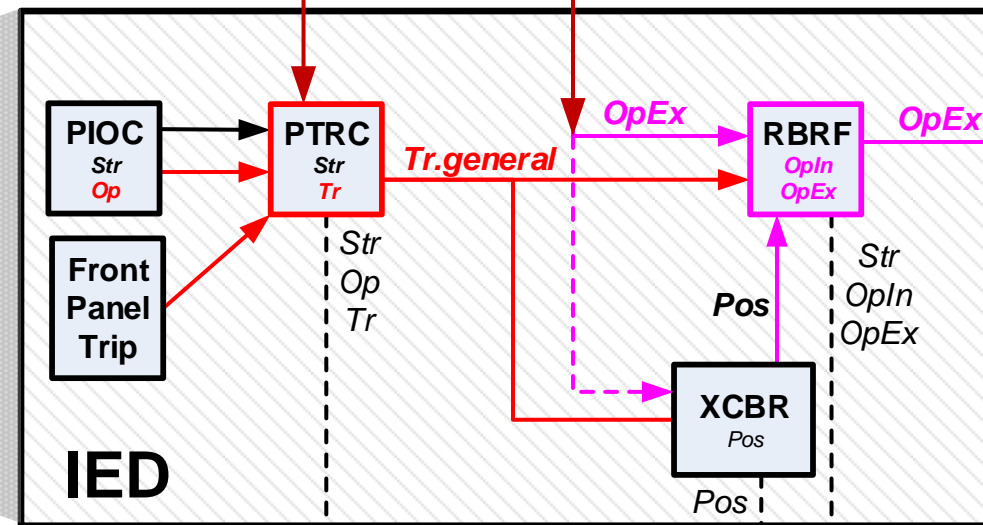 PIOC
Str
Op
Front
Panel
Trip
PTRC
Str
Tr
Str
Op
Tr
Tr.general
OpEx
RBRF
OpIn
OpEx
OpEx
Str
OpIn
OpEx
Pos
XCBR
Pos
Pos
IED